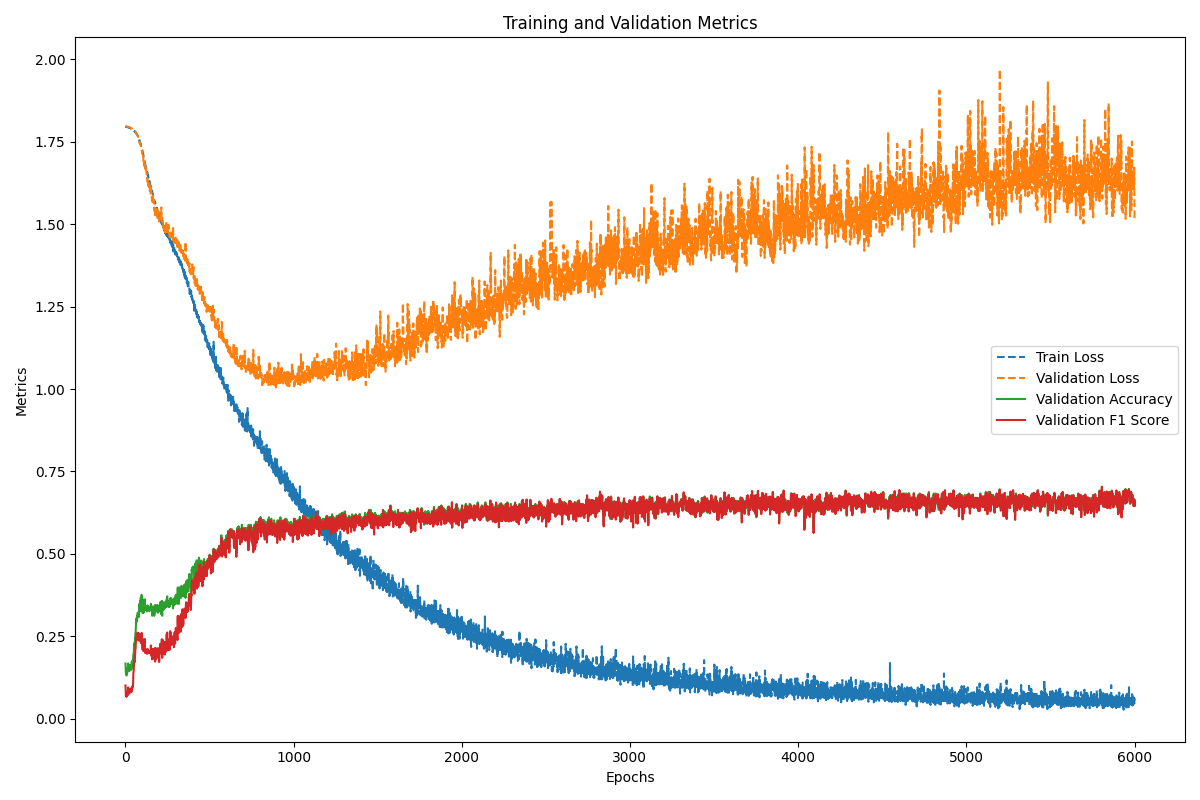 Training and Validation Metrics
2.00
1.75
1.50
1.25
1.00
0.75
0.50
0.25
0.00
Metrics
Train Loss
Validation Loss
Validation Accuracy
Validation F1 Score
0
1000
2000
3000
4000
5000
6000
Epochs